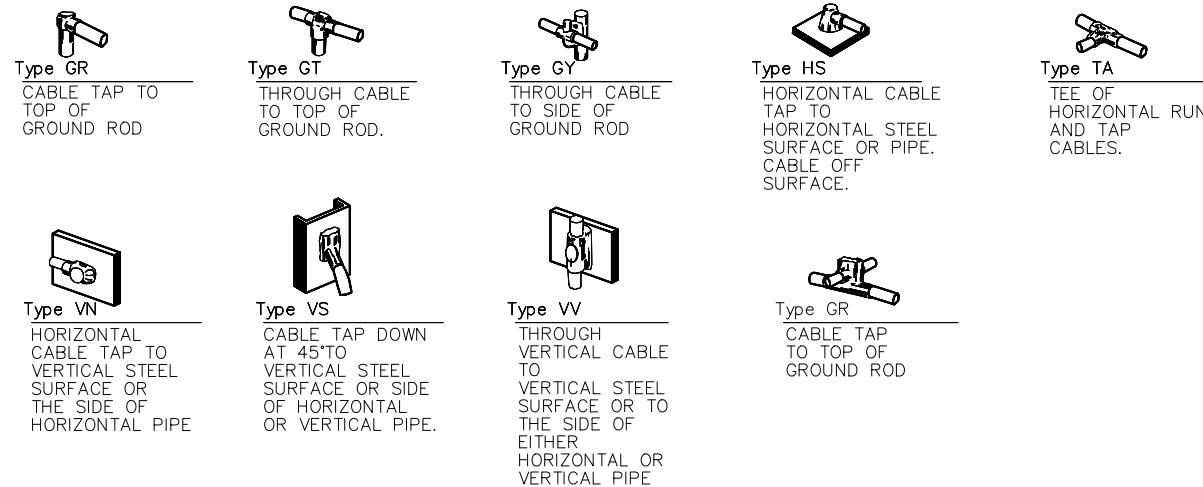 Type GR
CABLE TAP TO
TOP OF
GROUND ROD
Type GT
THROUGH CABLE
TO TOP OF
GROUND ROD.
Type GY
THROUGH CABLE
TO SIDE OF
GROUND ROD
Type HS
HORIZONTAL CABLE
TAP TO
HORIZONTAL STEEL
SURFACE OR PIPE.
CABLE OFF
SURFACE.
Type TA
TEE OF
HORIZONTAL RUN
AND TAP
CABLES.
Type VN
HORIZONTAL
CABLE TAP TO
VERTICAL STEEL
SURFACE OR
THE SIDE OF
HORIZONTAL PIPE
Type VS
CABLE TAP DOWN
AT 45°TO
VERTICAL STEEL
SURFACE OR SIDE
OF HORIZONTAL
OR VERTICAL PIPE.
Type VV
THROUGH
VERTICAL CABLE
TO
VERTICAL STEEL
SURFACE OR TO
THE SIDE OF
EITHER
HORIZONTAL OR
VERTICAL PIPE
Type GR
CABLE TAP
TO TOP OF
GROUND ROD